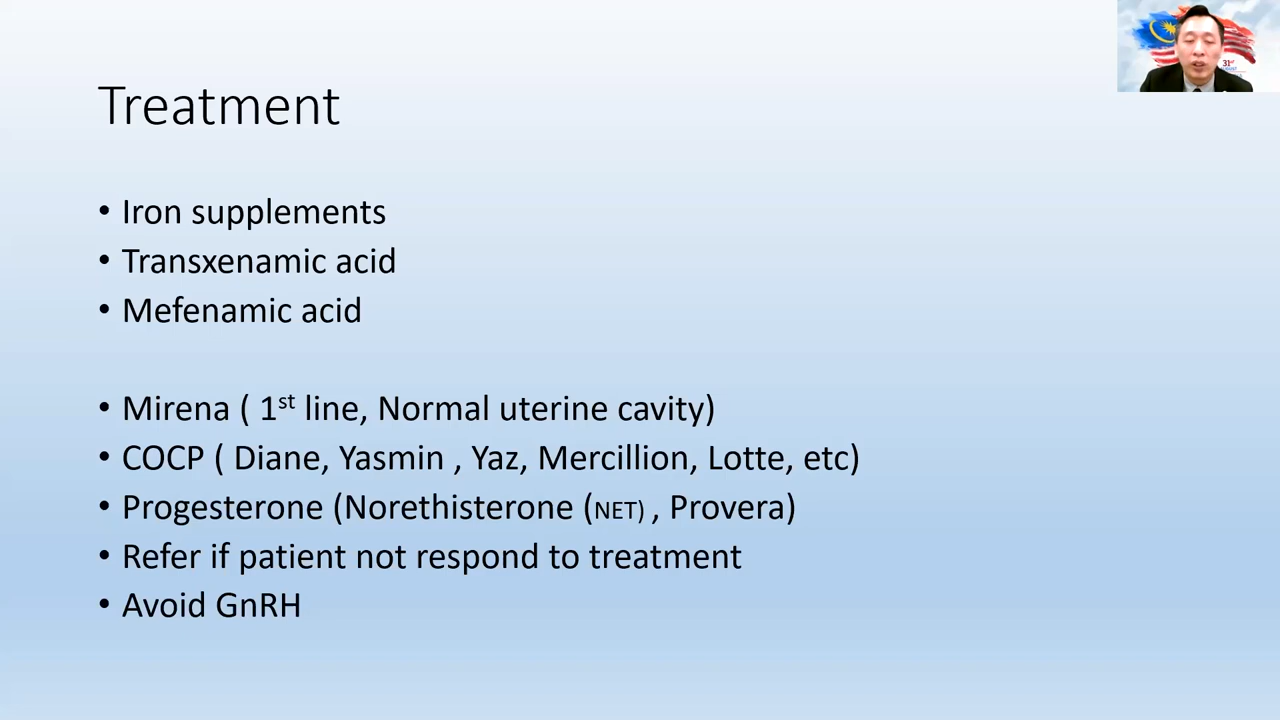 Treatment
• Iron supplements
• Transxenamic acid
• Mefenamic acid
• Mirena ( 1st line, Normal uterine cavity)
• COCP ( Diane, Yasmin , Yaz, Mercillion, Lotte, etc)
• Progesterone (Norethisterone (NET) , Provera)
• Refer if patient not respond to treatment
• Avoid GnRH
31